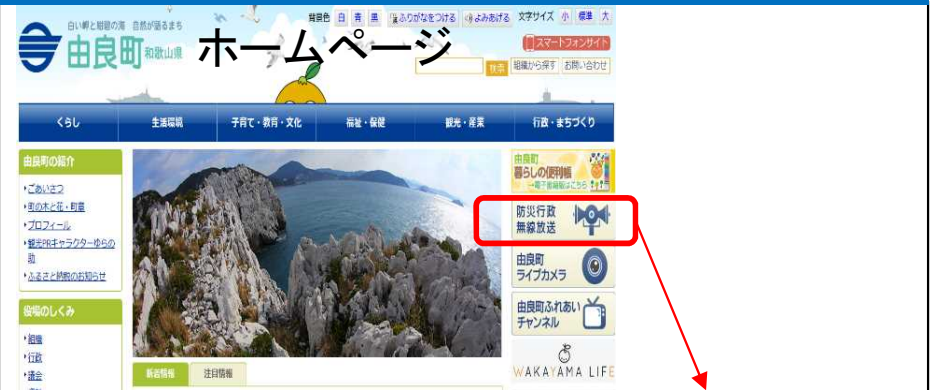 白い岬と紺碧の海 自然が語るまち
由良町 和歌山県
ホームページ
背景色 白 青 黒 ふりがなをつける よみあげる 文字サイズ 小 標準 大
スマートフォンサイト
検索 組織から探す お問い合わせ
くらし 生活環境 子育て・教育・文化 福祉・保健 観光・産業 行政・まちづくり
由良町の紹介
ごあいさつ
町の木と花・町章
プロフィール
観光PRキャラクターゆらの助
ふるさと納税のお知らせ
役場のしくみ
組織
行政
議会
新着情報 注目情報
由良町
暮らしの便利帳
→電子書籍版はこちら
防災行政
無線放送
由良町
ライブカメラ
由良町ふれあい
チャンネル
WAKAYAMA LIFE